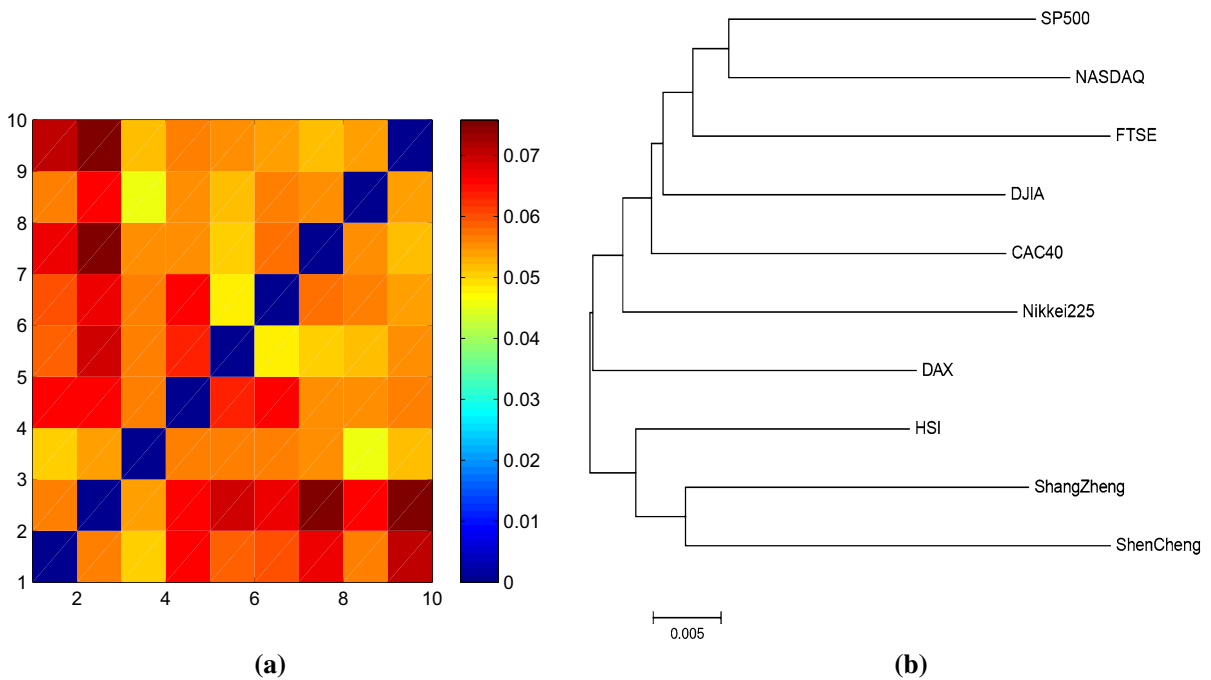 10
9
8
7
6
5
4
3
2
1
2
4
6
8
10
0.07
0.06
0.05
0.04
0.03
0.02
0.01
0
(a)
SP500
NASDAQ
FTSE
DJIA
CAC40
Nikkei225
DAX
HSI
ShangZheng
ShenCheng
0.005
(b)